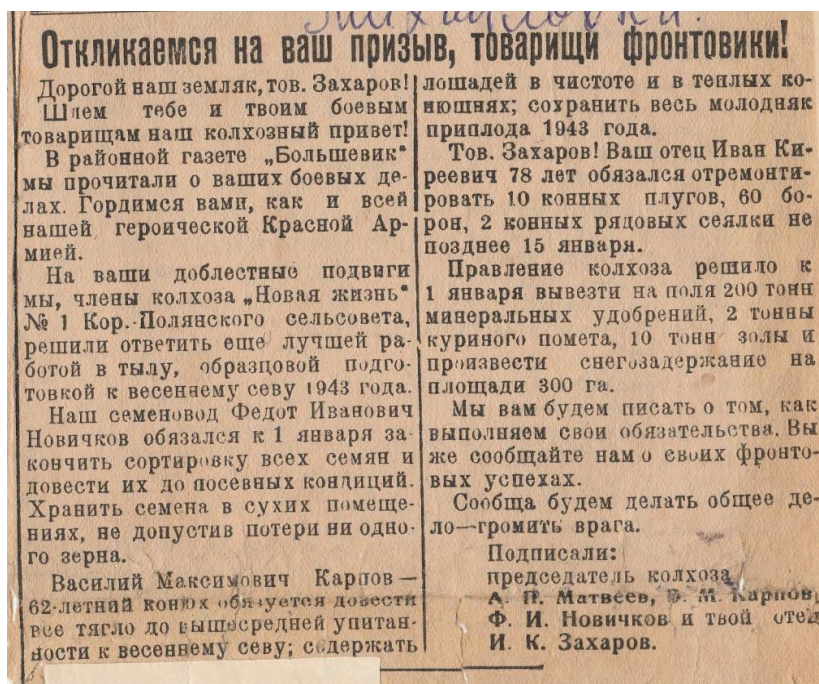 Михайловки.
Откликаемся на ваш призыв, товарищи фронтовики!
Дорогой наш земляк, тов. Захаров!
Шлем тебе и твоим боевым
товарищам наш колхозный привет!
В районной газете „Большевик“
мы прочитали о ваших боевых де-
лах. Гордимся вами, как и всей
нашей героической Красной Ар-
мией.
На ваши доблестные подвиги
мы, члены колхоза „Новая жизнь“
№ 1 Кор.-Полянского сельсовета,
решили ответить еще лучшей ра-
ботой в тылу, образцовой подго-
товкой к весеннему севу 1943 года.
Наш семеновод Федот Иванович
Новичков обязался к 1 января за-
кончить сортировку всех семян и
довести их до посевных кондиций.
Хранить семена в сухих помеще-
ниях, не допустив потери ни одно-
го зерна.
Василий Максимович Карпов—
62-летний конюх обязуется довести
все тягло до вышесредней упитан-
ности к весеннему севу; содержать
лошадей в чистоте и в теплых ко-
нюшнях; сохранить весь молодняк
приплода 1943 года.
Тов. Захаров! Ваш отец Иван Ки-
реевич 78 лет обязался отремонти-
ровать 10 конных плугов, 60 бо-
рон, 2 конных рядовых сеялки не
позднее 15 января.
Правление колхоза решило к
1 января вывезти на поля 200 тонн
минеральных удобрений, 2 тонны
куриного помета, 10 тонн золы и
произвести снегозадержание на
площади 300 га.
Мы вам будем писать о том, как
выполняем свои обязательства. Вы
же сообщайте нам о своих фронто-
вых успехах.
Сообща будем делать общее де-
ло—громить врага.
Подписали:
председатель колхоза
А. П. Матвеев, В. М. Карпов,
Ф. И. Новичков и твой отец
И. К. Захаров.